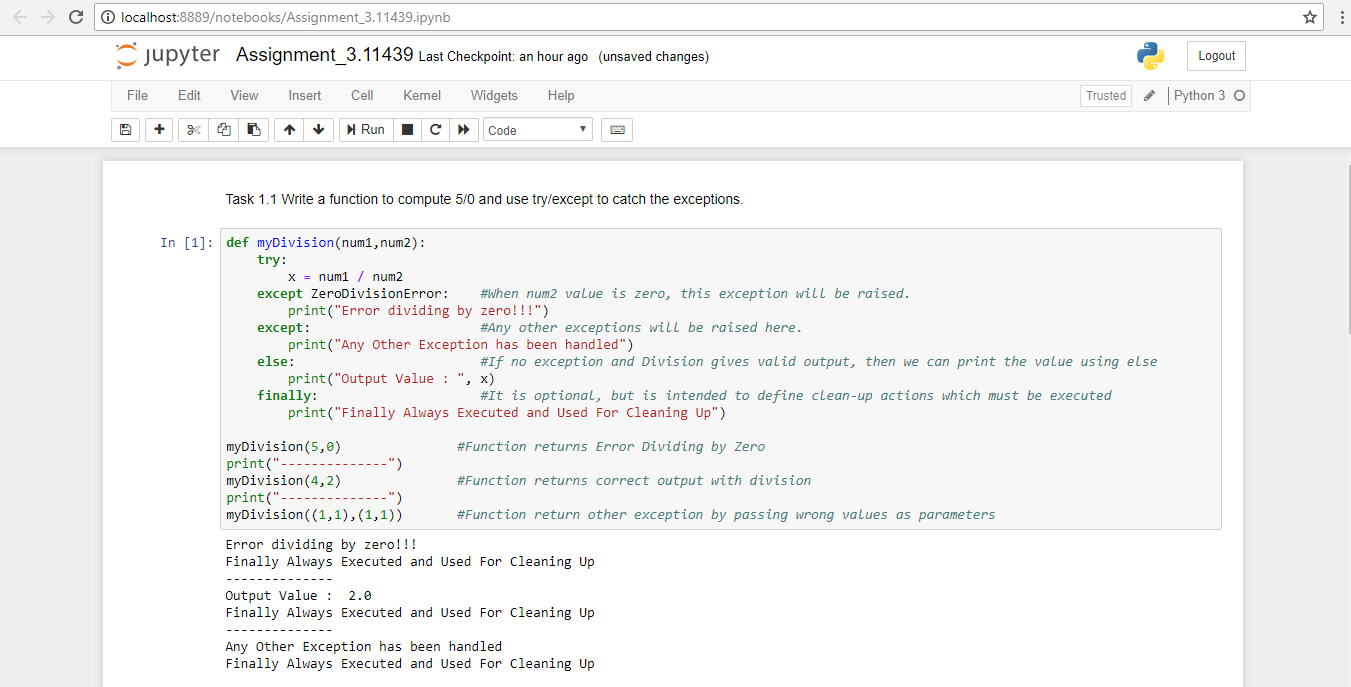 localhost:8889/notebooks/Assignment_3.11439.ipynb
jupyter Assignment_3.11439 Last Checkpoint: an hour ago (unsaved changes) Logout
File Edit View Insert Cell Kernel Widgets Help Trusted Python 3
Run Code
Task 1.1 Write a function to compute 5/0 and use try/except to catch the exceptions.
In [1]: def myDivision(num1,num2):
    try:
        x = num1 / num2
    except ZeroDivisionError:    #When num2 value is zero, this exception will be raised.
        print("Error dividing by zero!!!")
    except:                      #Any other exceptions will be raised here.
        print("Any Other Exception has been handled")
    else:                        #If no exception and Division gives valid output, then we can print the value using else
        print("Output Value : ", x)
    finally:                     #It is optional, but is intended to define clean-up actions which must be executed
        print("Finally Always Executed and Used For Cleaning Up")
myDivision(5,0)               #Function returns Error Dividing by Zero
print("--------------")
myDivision(4,2)               #Function returns correct output with division
print("--------------")
myDivision((1,1),(1,1))       #Function return other exception by passing wrong values as parameters
Error dividing by zero!!!
Finally Always Executed and Used For Cleaning Up
--------------
Output Value :  2.0
Finally Always Executed and Used For Cleaning Up
--------------
Any Other Exception has been handled
Finally Always Executed and Used For Cleaning Up